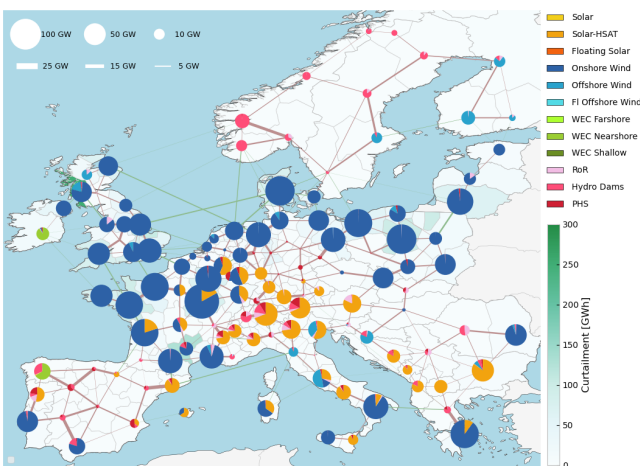 100 GW 50 GW 10 GW
25 GW 15 GW 5 GW
Solar
Solar-HSAT
Floating Solar
Onshore Wind
Offshore Wind
Fl Offshore Wind
WEC Farshore
WEC Nearshore
WEC Shallow
RoR
Hydro Dams
PHS
300
250
200
150
100
50
0
Curtailment [GWh]